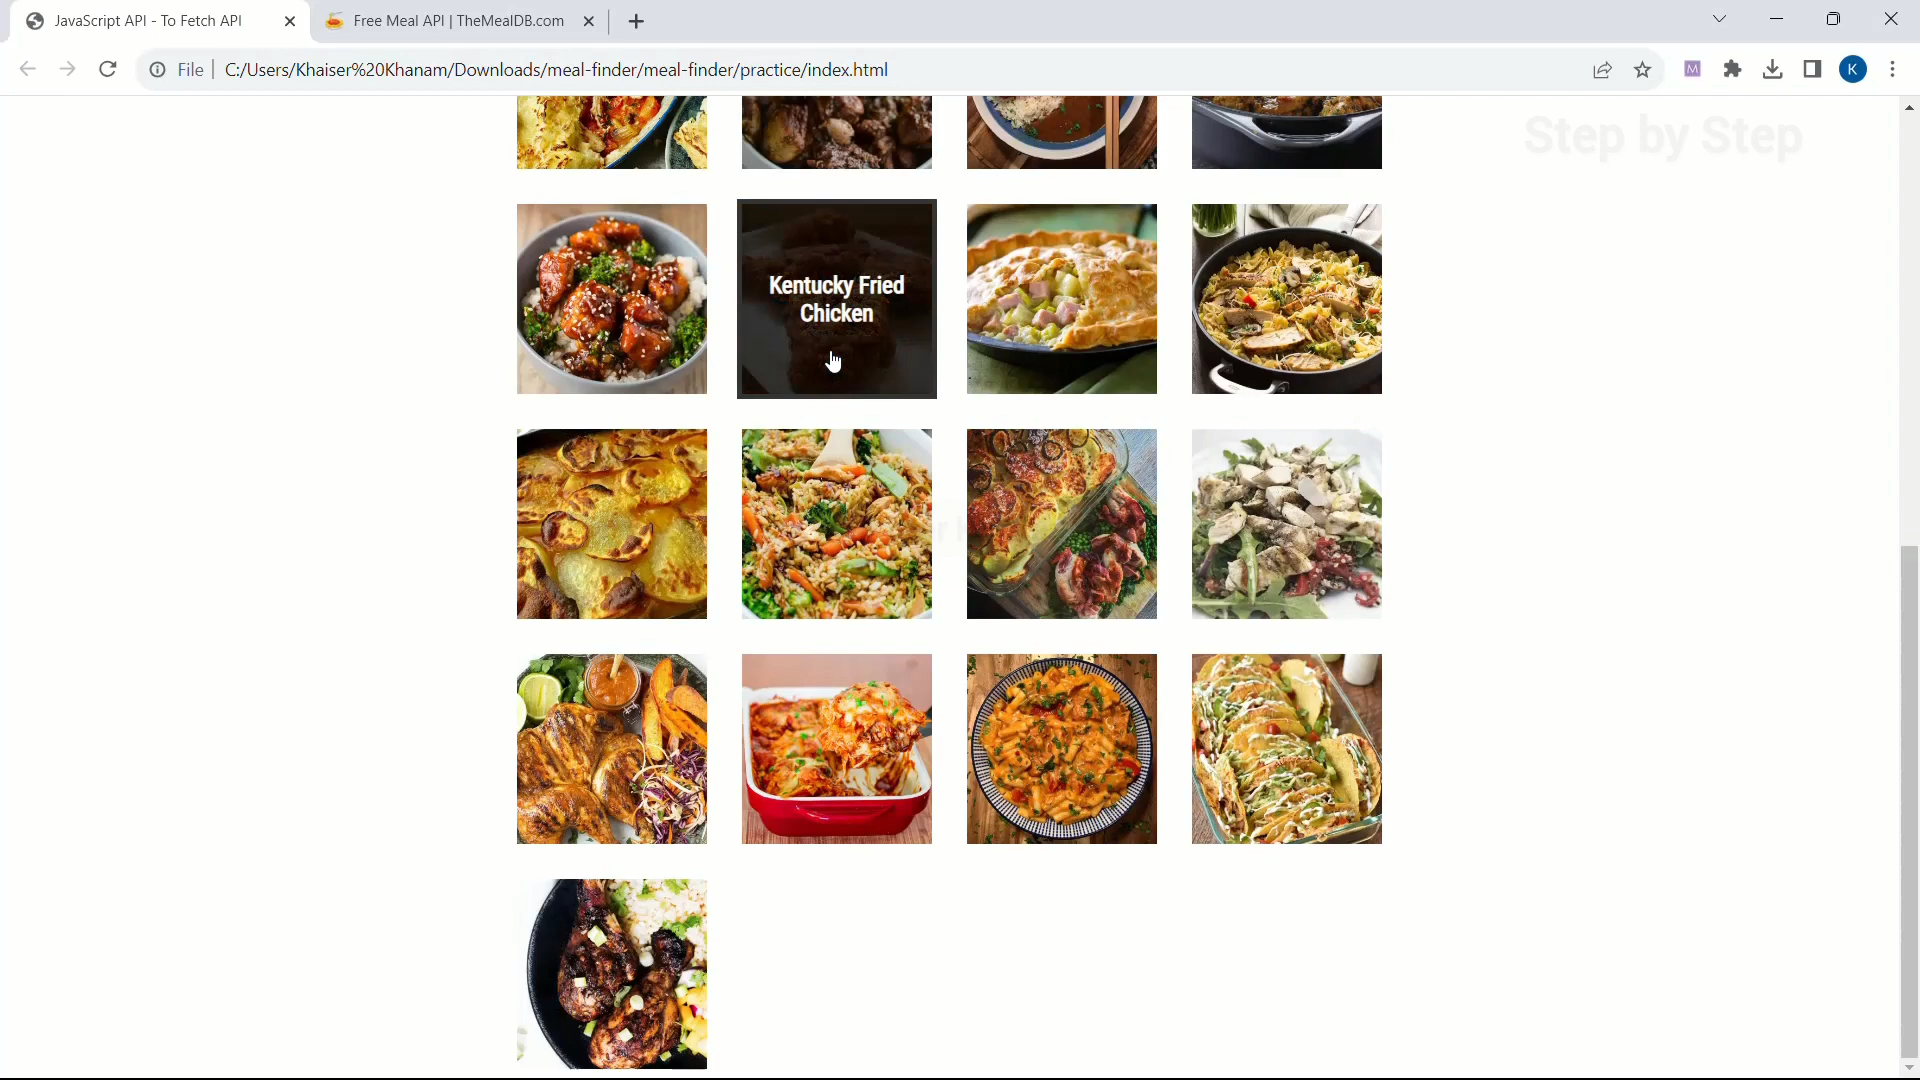 JavaScript API - To Fetch API
Free Meal API | TheMealDB.com
File
C:/Users/Khaiser%20Khanam/Downloads/meal-finder/meal-finder/practice/index.html
M
K
Step by Step
Kentucky Fried
Chicken